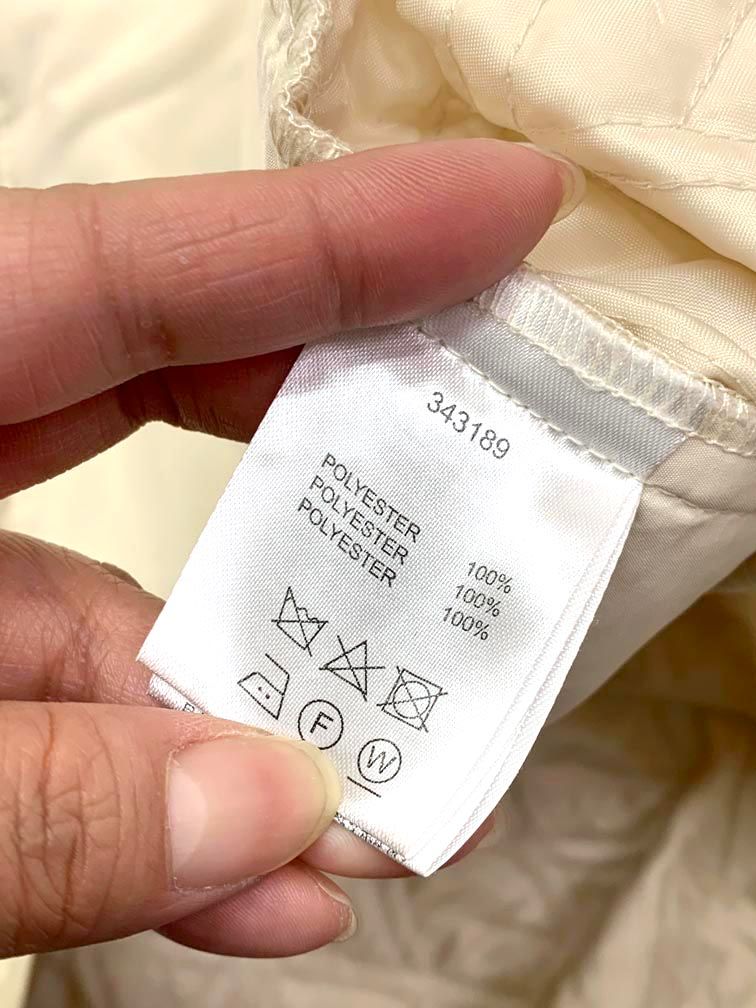 343189
POLYESTER 100%
POLYESTER 100%
POLYESTER 100%
F
W